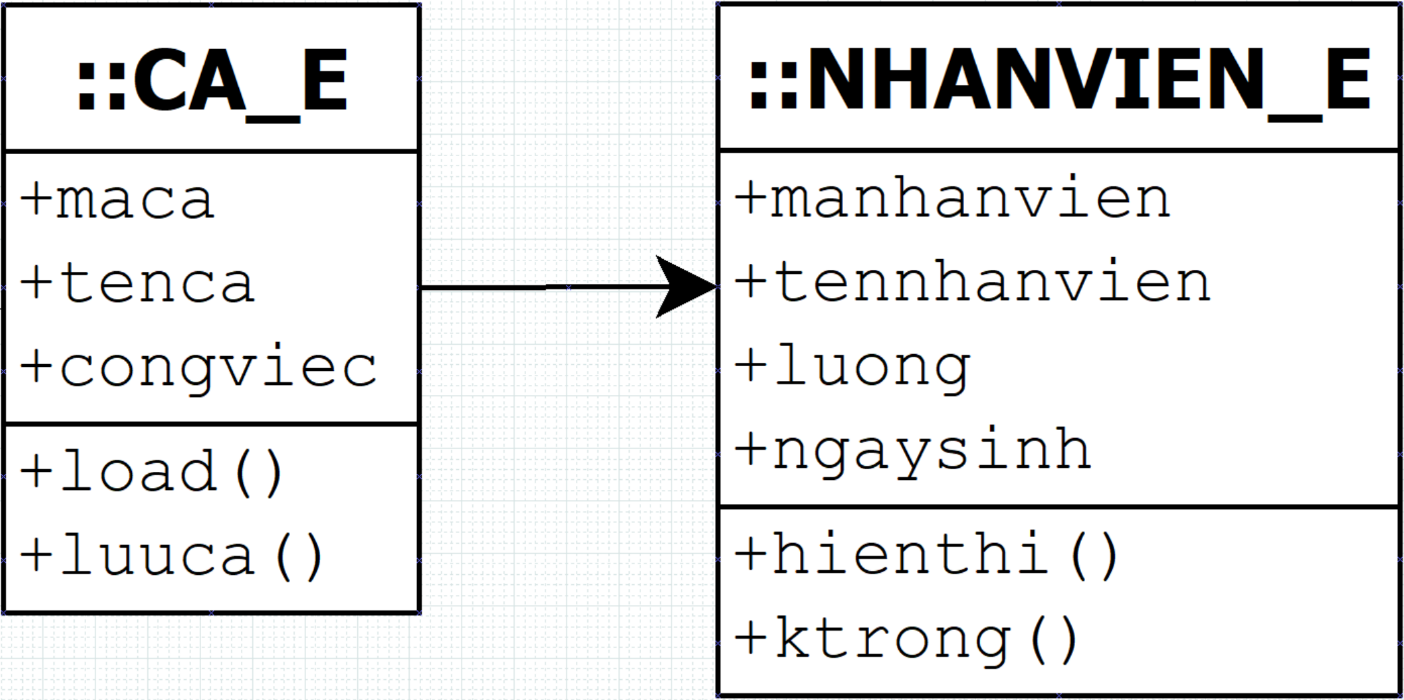 ::CA_E
+maca
+tenca
+congviec
+load()
+luuca()
::NHANVIEN_E
+manhanvien
+tennhanvien
+luong
+ngaysinh
+hienthi()
+ktrong()